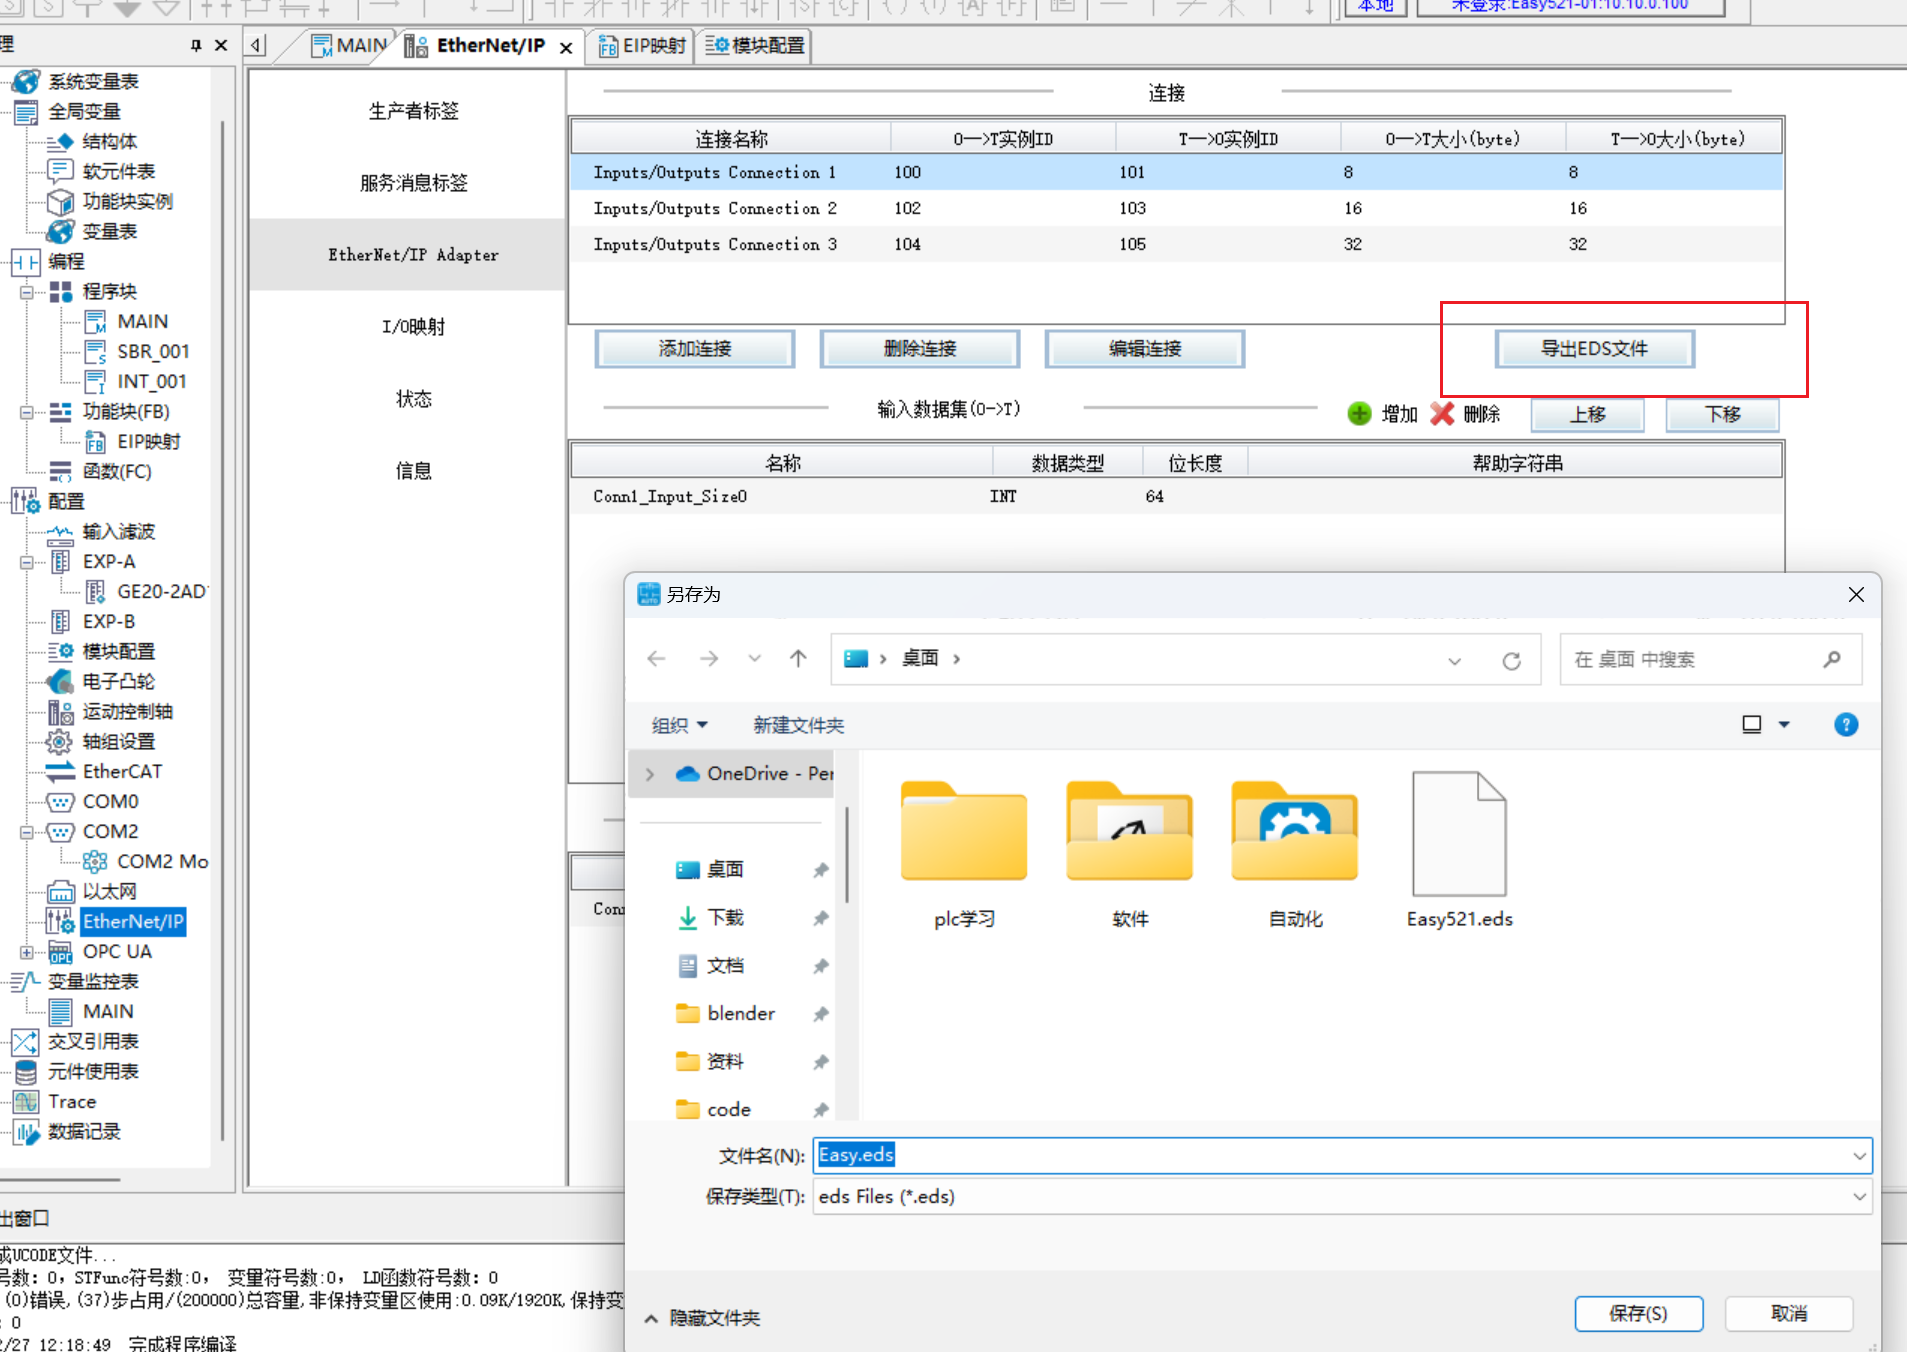 本地
未登录:Easy521-01:10.10.0.100
理
MAIN
EtherNet/IP
EIP映射
模块配置
系统变量表
全局变量
结构体
软元件表
功能块实例
变量表
编程
程序块
MAIN
SBR_001
INT_001
功能块(FB)
EIP映射
函数(FC)
配置
输入滤波
EXP-A
GE20-2AD
EXP-B
模块配置
电子凸轮
运动控制轴
轴组设置
EtherCAT
COM0
COM2
COM2 Mo
以太网
EtherNet/IP
OPC UA
变量监控表
MAIN
交叉引用表
元件使用表
Trace
数据记录
生产者标签
服务消息标签
EtherNet/IP Adapter
I/O映射
状态
信息
连接
连接名称 O—>T实例ID T—>O实例ID O—>T大小(byte) T—>O大小(byte)
Inputs/Outputs Connection 1 100 101 8 8
Inputs/Outputs Connection 2 102 103 16 16
Inputs/Outputs Connection 3 104 105 32 32
添加连接 删除连接 编辑连接 导出EDS文件
输入数据集(O->T) 增加 删除 上移 下移
名称 数据类型 位长度 帮助字符串
Conn1_Input_Size0 INT 64
Conn
另存为
桌面
在 桌面 中搜索
组织 新建文件夹
OneDrive - Per
桌面
下载
文档
blender
资料
code
plc学习
软件
自动化
Easy521.eds
文件名(N): Easy.eds
保存类型(T): eds Files (*.eds)
隐藏文件夹
保存(S)
取消
出窗口
成UCODE文件...
号数: 0, STFunc符号数:0, 变量符号数:0, LD函数符号数: 0
(0)错误,(37)步占用/(200000)总容量,非保持变量区使用:0.09K/1920K,保持变
: 0
2/27 12:18:49 完成程序编译